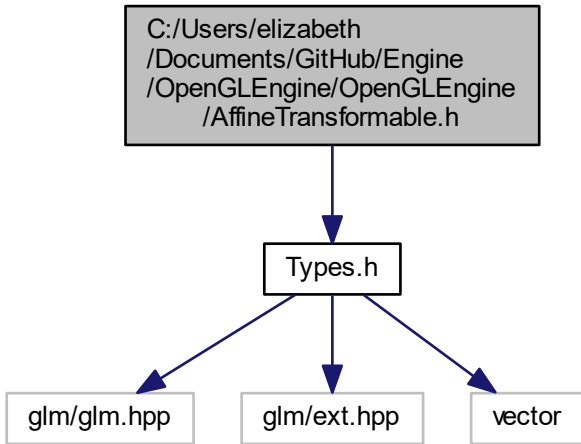 C:/Users/elizabeth
/Documents/GitHub/Engine
/OpenGLEngine/OpenGLEngine
/AffineTransformable.h
Types.h
glm/glm.hpp
glm/ext.hpp
vector